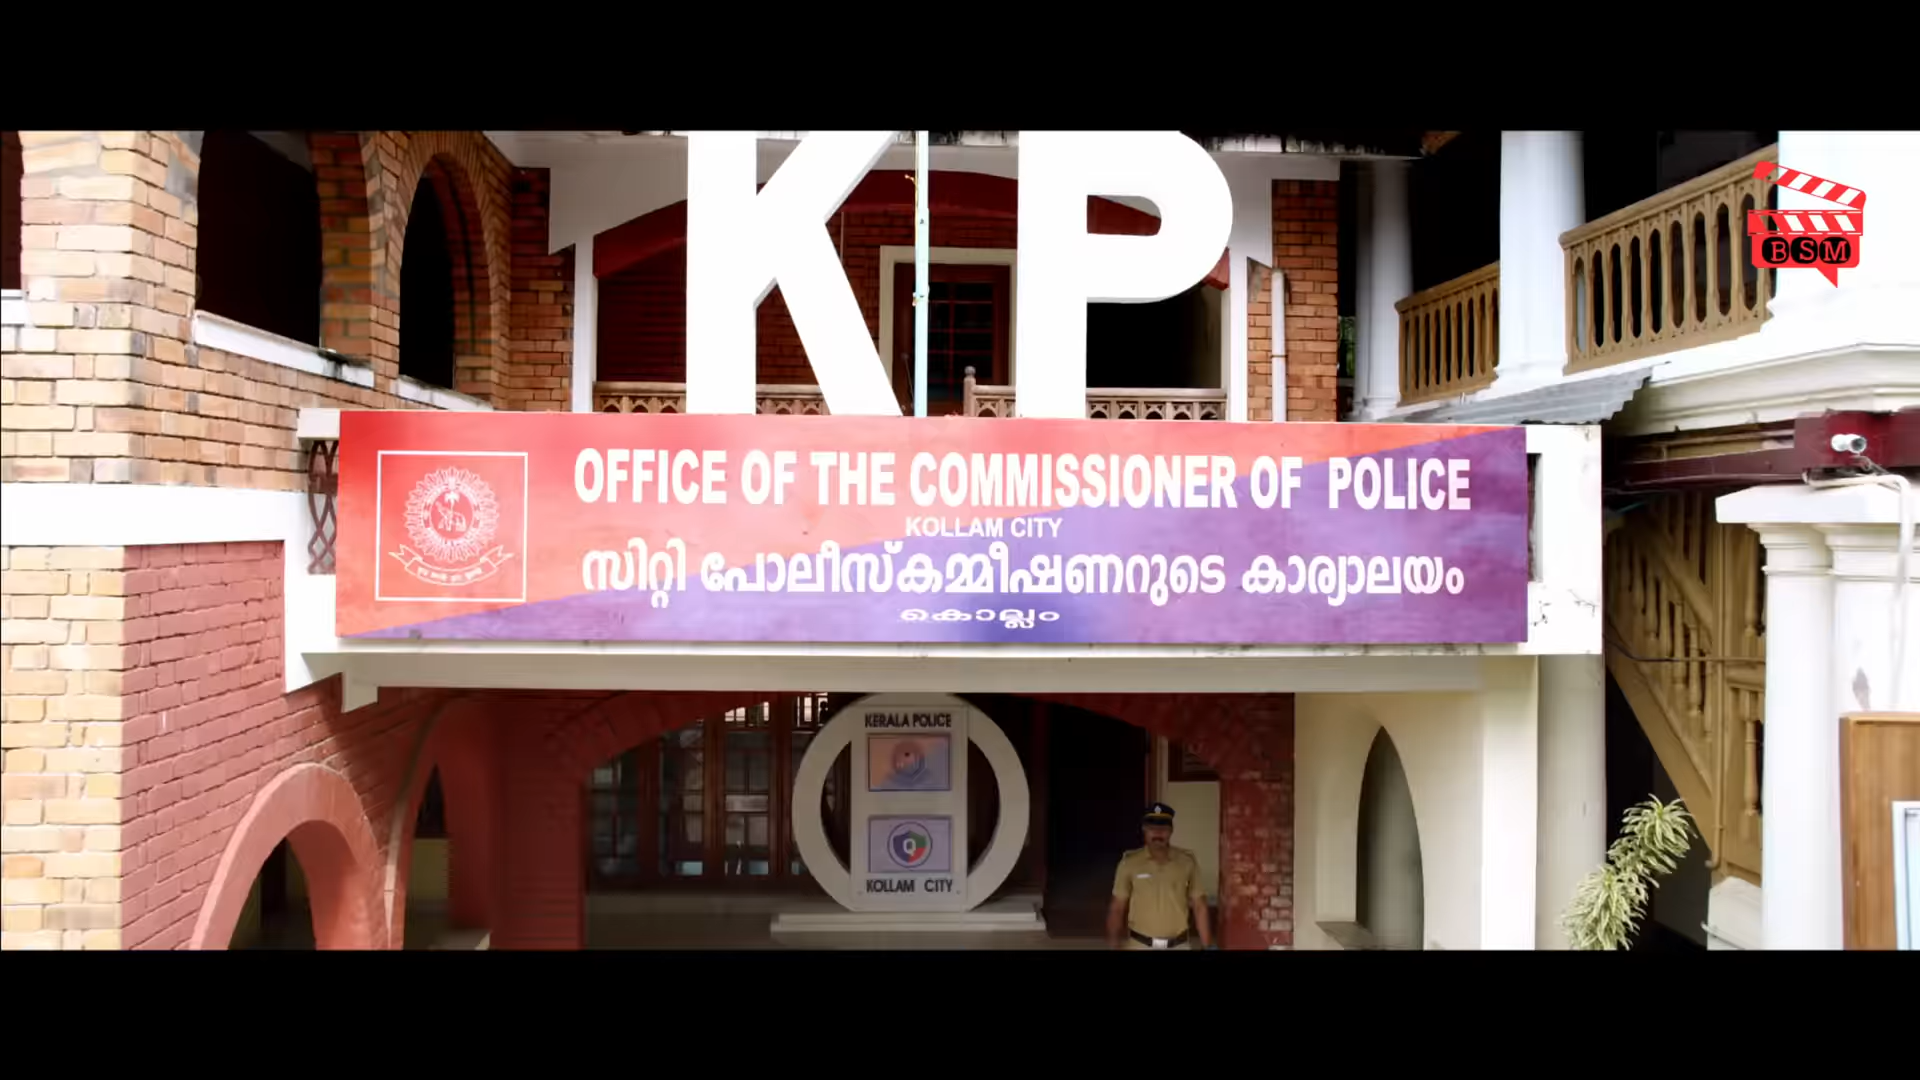 KP
BSM
OFFICE OF THE COMMISSIONER OF POLICE
KOLLAM CITY
സിറ്റി പോലീസ്കമ്മീഷണറുടെ കാര്യാലയം
കൊല്ലം
KERALA POLICE
Q
KOLLAM CITY